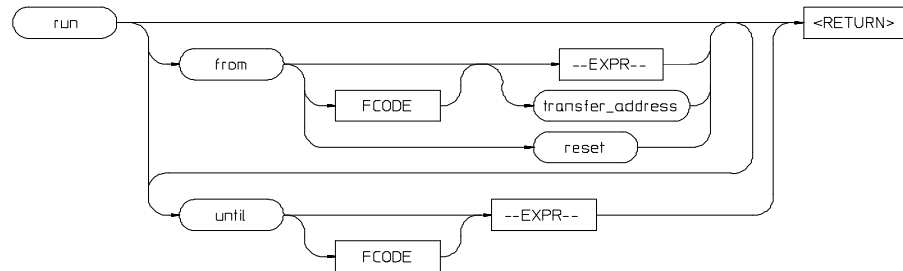 run
<RETURN>
from
--EXPR--
FCODE
transfer_address
reset
until
--EXPR--
FCODE